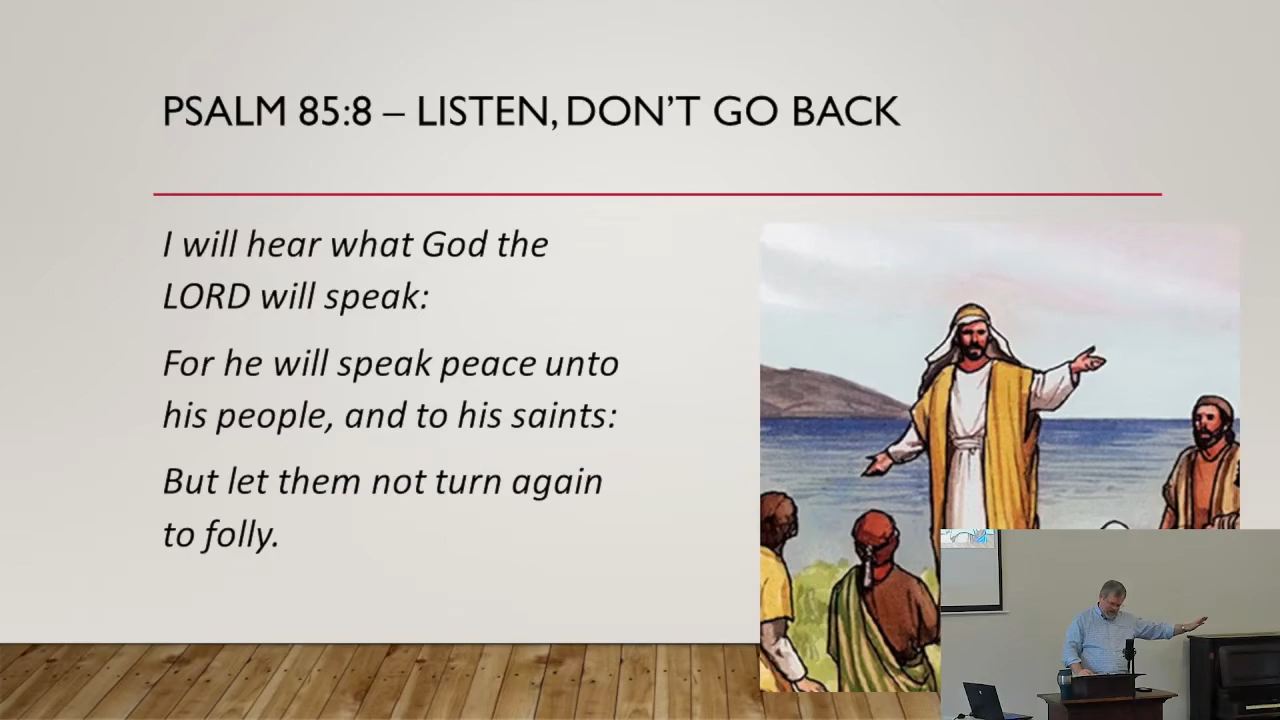 PSALM 85:8 – LISTEN, DON’T GO BACK
I will hear what God the
LORD will speak:
For he will speak peace unto
his people, and to his saints:
But let them not turn again
to folly.